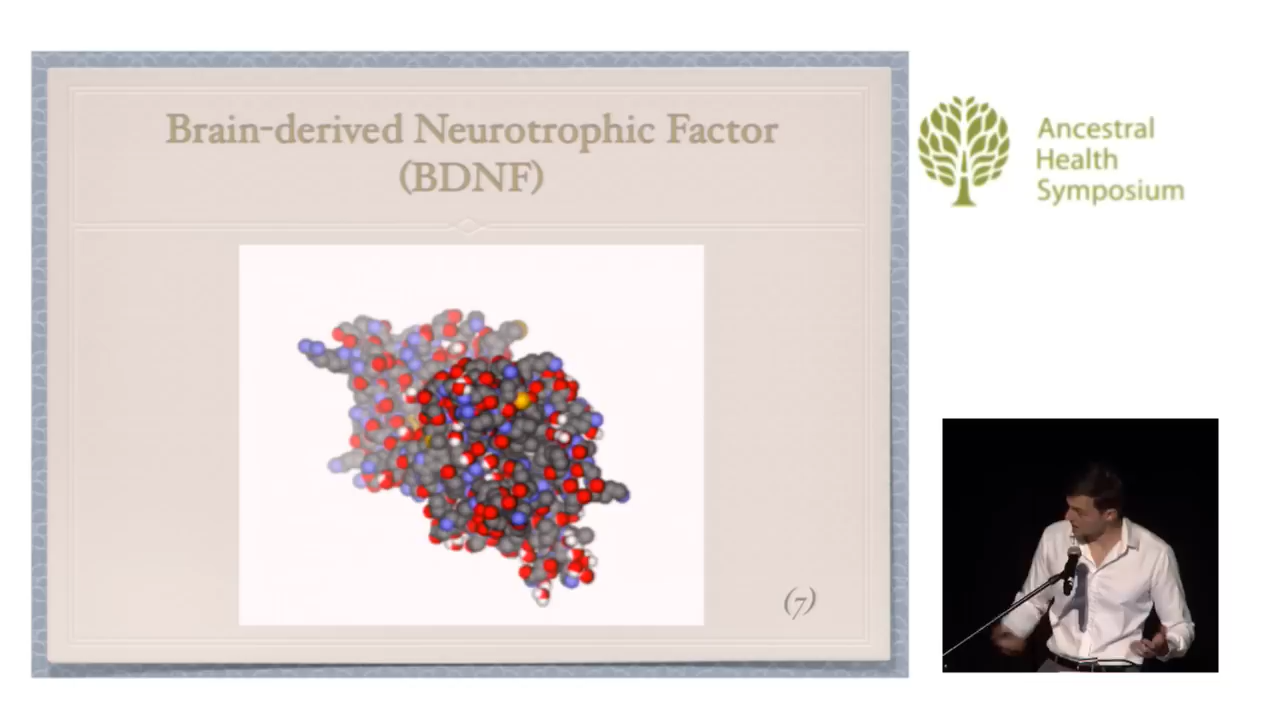 Brain-derived Neurotrophic Factor
(BDNF)
(7)
Ancestral
Health
Symposium